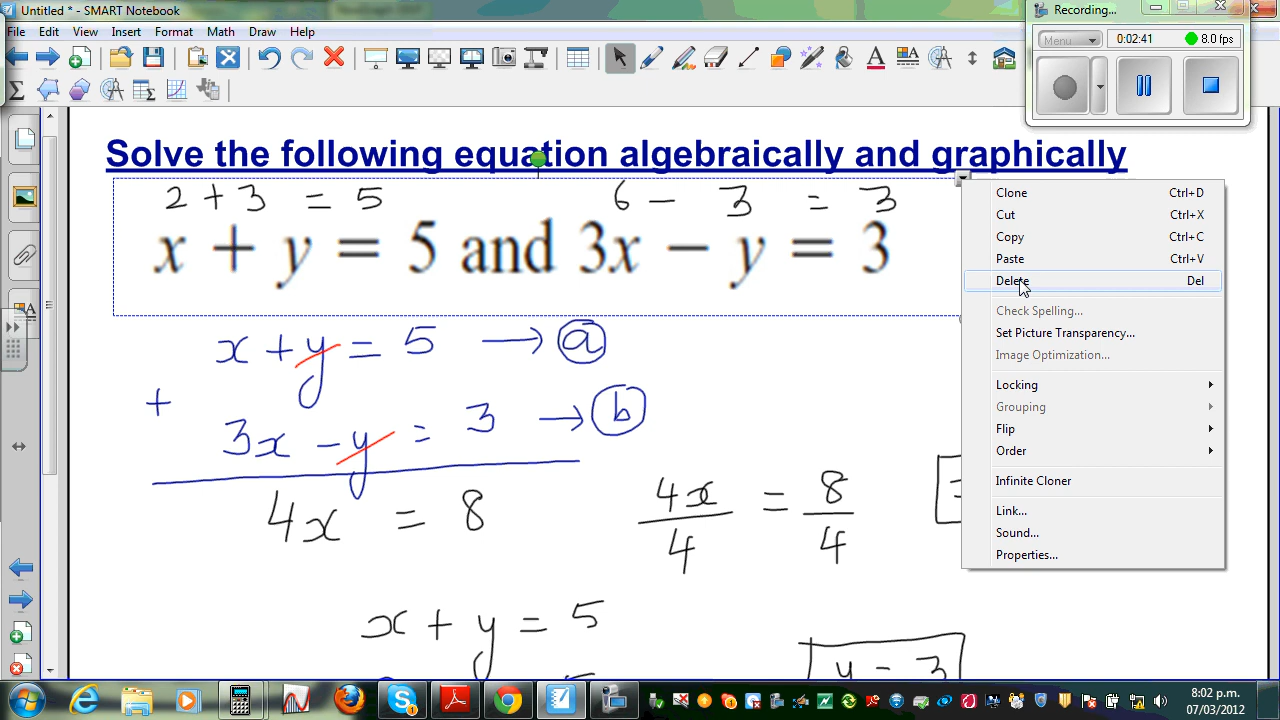 Untitled * - SMART Notebook
Recording...
File Edit View Insert Format Math Draw Help
Menu
0:02:41
8.0 fps
Solve the following equation algebraically and graphically
2 + 3 = 5
6 - 3 = 3
x + y = 5 and 3x − y = 3
Clone Ctrl+D
Cut Ctrl+X
Copy Ctrl+C
Paste Ctrl+V
Delete Del
Check Spelling...
Set Picture Transparency...
Image Optimization...
Locking
Grouping
Flip
Order
Infinite Cloner
Link...
Sound...
Properties...
x + y = 5 → a
+
3x - y = 3 → b
4x = 8
4x/4 = 8/4
x + y = 5
y = 3
8:02 p.m.
07/03/2012